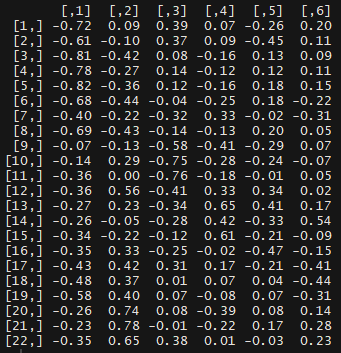 [,1] [,2] [,3] [,4] [,5] [,6]
[1,] -0.72 0.09 0.39 0.07 -0.26 0.20
[2,] -0.61 -0.10 0.37 0.09 -0.45 0.11
[3,] -0.81 -0.42 0.08 -0.16 0.13 0.09
[4,] -0.78 -0.27 0.14 -0.12 0.12 0.11
[5,] -0.82 -0.36 0.12 -0.16 0.18 0.15
[6,] -0.68 -0.44 -0.04 -0.25 0.18 -0.22
[7,] -0.40 -0.22 -0.32 0.33 -0.02 -0.31
[8,] -0.69 -0.43 -0.14 -0.13 0.20 0.05
[9,] -0.07 -0.13 -0.58 -0.41 -0.29 0.07
[10,] -0.14 0.29 -0.75 -0.28 -0.24 -0.07
[11,] -0.36 0.00 -0.76 -0.18 -0.01 0.05
[12,] -0.36 0.56 -0.41 0.33 0.34 0.02
[13,] -0.27 0.23 -0.34 0.65 0.41 0.17
[14,] -0.26 -0.05 -0.28 0.42 -0.33 0.54
[15,] -0.34 -0.22 -0.12 0.61 -0.21 -0.09
[16,] -0.35 0.33 -0.25 -0.02 -0.47 -0.15
[17,] -0.43 0.42 0.31 0.17 -0.21 -0.41
[18,] -0.48 0.37 0.01 0.07 0.04 -0.44
[19,] -0.58 0.40 0.07 -0.08 0.07 -0.31
[20,] -0.26 0.74 0.08 -0.39 0.08 0.14
[21,] -0.23 0.78 -0.01 -0.22 0.17 0.28
[22,] -0.35 0.65 0.38 0.01 -0.03 0.23